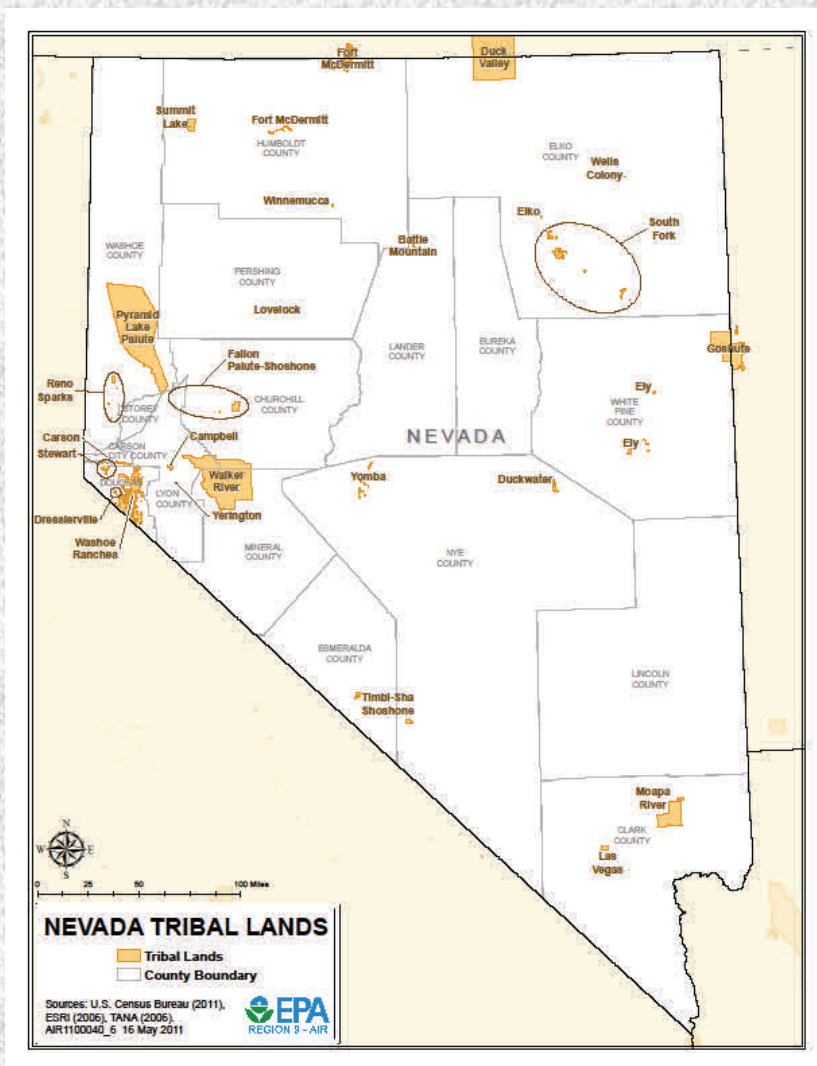 Fort
McDermitt
Duck
Valley
Summit
Lake
Fort McDermitt
HUMBOLDT
COUNTY
ELKO
COUNTY
Wells
Colony
Winnemucca
Elko
South
Fork
WASHOE
COUNTY
Battle
Mountain
PERSHING
COUNTY
Lovelock
Pyramid
Lake
Paiute
LANDER
COUNTY
EUREKA
COUNTY
Goshute
Fallon
Paiute-Shoshone
Reno
Sparks
CHURCHILL
COUNTY
Ely
WHITE
PINE
COUNTY
STOREY
COUNTY
Carson
Campbell
NEVADA
Ely
Stewart
CARSON
CITY COUNTY
DOUGLAS
Walker
River
Yomba
Duckwater
LYON
COUNTY
Dresslerville
Yerington
Washoe
Ranches
MINERAL
COUNTY
NYE
COUNTY
ESMERALDA
COUNTY
LINCOLN
COUNTY
Timbi-Sha
Shoshone
Moapa
River
CLARK
COUNTY
Las
Vegas
N
W E
S
0 25 50 100 Miles
NEVADA TRIBAL LANDS
Tribal Lands
County Boundary
Sources: U.S. Census Bureau (2011),
ESRI (2006), TANA (2006).
AIR1100040_6 16 May 2011
EPA
REGION 9 - AIR